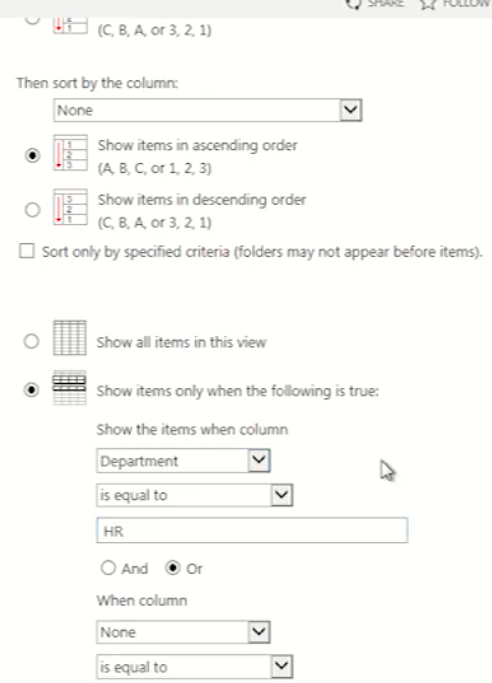 SHARE FOLLOW
(C, B, A, or 3, 2, 1)
Then sort by the column:
None
Show items in ascending order
(A, B, C, or 1, 2, 3)
Show items in descending order
(C, B, A, or 3, 2, 1)
Sort only by specified criteria (folders may not appear before items).
Show all items in this view
Show items only when the following is true:
Show the items when column
Department
is equal to
HR
And Or
When column
None
is equal to